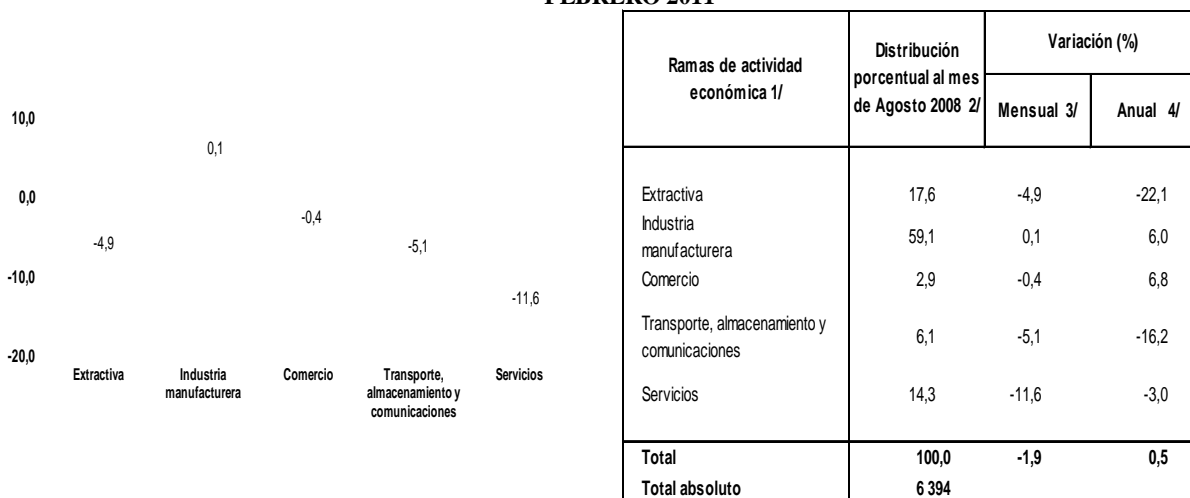 FEBRERO 2011
10,0
0,0
-10,0
-20,0
-4,9
0,1
-0,4
-5,1
-11,6
Extractiva
Industria
manufacturera
Comercio
Transporte,
almacenamiento y
comunicaciones
Servicios
Ramas de actividad
económica 1/
Distribución
porcentual al mes
de Agosto 2008 2/
Variación (%)
Mensual 3/ Anual 4/
Extractiva 17,6 -4,9 -22,1
Industria
manufacturera 59,1 0,1 6,0
Comercio 2,9 -0,4 6,8
Transporte, almacenamiento y
comunicaciones 6,1 -5,1 -16,2
Servicios 14,3 -11,6 -3,0
Total 100,0 -1,9 0,5
Total absoluto 6 394